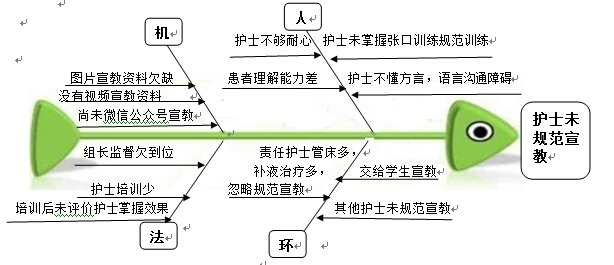 机
人
护士不够耐心
护士未掌握张口训练规范训练
图片宣教资料欠缺
患者理解能力差
护士不懂方言，语言沟通障碍
没有视频宣教资料
尚未微信公众号宣教
护士未
规范宣
教
组长监督欠到位
责任护士管床多，
补液治疗多，
忽略规范宣教
交给学生宣教
护士培训少
培训后未评价护士掌握效果
其他护士未规范宣教
法
环